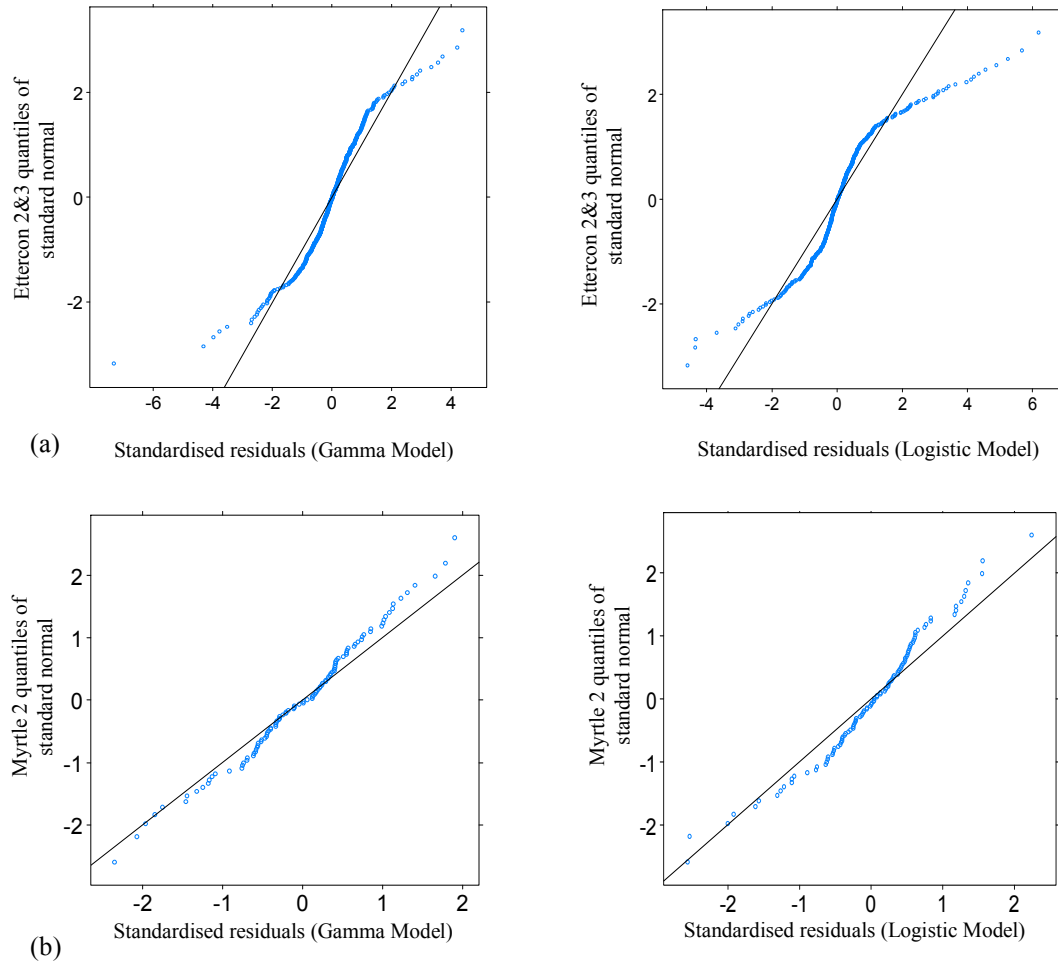 Ettercon 2&3 quantiles of
standard normal
2
0
-2
-6
-4
-2
0
2
4
(a)
Standardised residuals (Gamma Model)
Ettercon 2&3 quantiles of
standard normal
2
0
-2
-4
-2
0
2
4
6
Standardised residuals (Logistic Model)
Myrtle 2 quantiles of
standard normal
2
1
0
-1
-2
-2
-1
0
1
2
(b)
Standardised residuals (Gamma Model)
Myrtle 2 quantiles of
standard normal
2
1
0
-1
-2
-2
-1
0
1
2
Standardised residuals (Logistic Model)